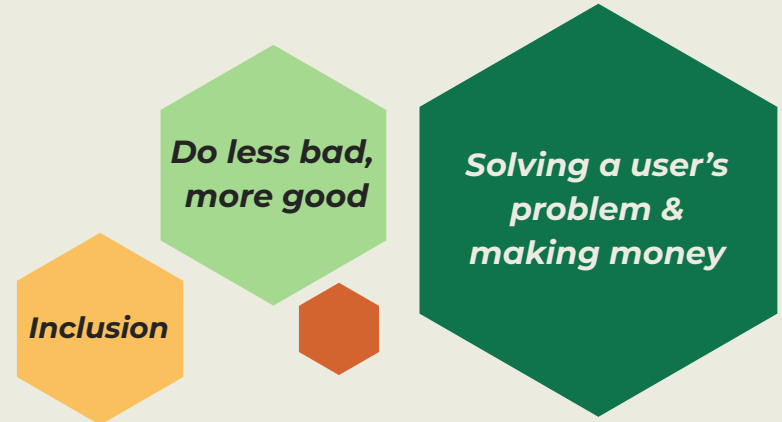 Do less bad,
more good
Solving a user’s
problem &
making money
Inclusion